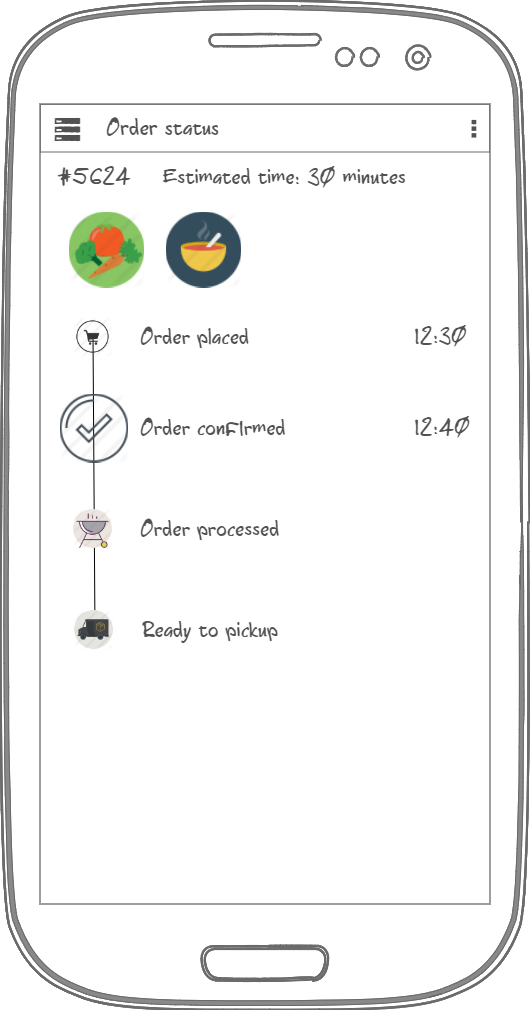 Order status
#5624 Estimated time: 30 minutes
Order placed 12:30
Order confirmed 12:40
Order processed
Ready to pickup